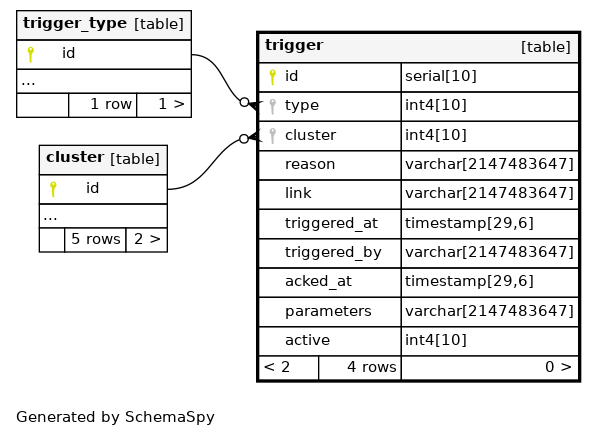 trigger_type [table]
id
...
1 row 1 >
cluster [table]
id
...
5 rows 2 >
trigger [table]
id serial[10]
type int4[10]
cluster int4[10]
reason varchar[2147483647]
link varchar[2147483647]
triggered_at timestamp[29,6]
triggered_by varchar[2147483647]
acked_at timestamp[29,6]
parameters varchar[2147483647]
active int4[10]
< 2 4 rows 0 >
Generated by SchemaSpy